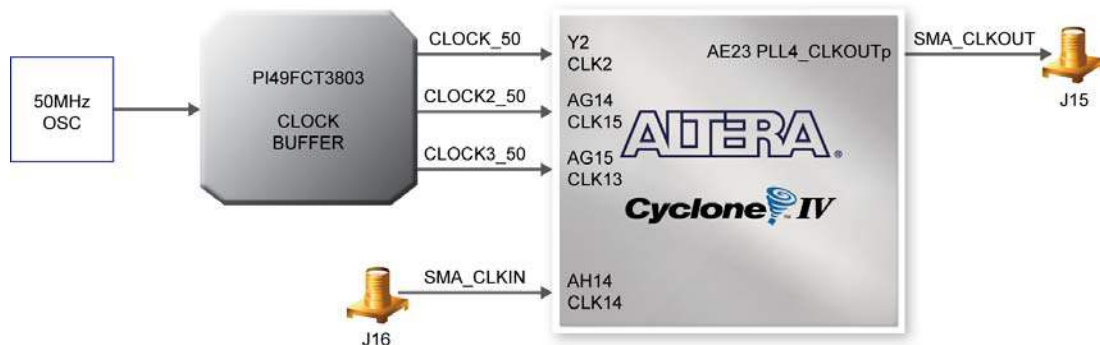 50MHz
OSC
PI49FCT3803
CLOCK
BUFFER
CLOCK_50
CLOCK2_50
CLOCK3_50
SMA_CLKIN
J16
Y2
CLK2
AG14
CLK15
AG15
CLK13
AH14
CLK14
AE23 PLL4_CLKOUTp
ALTERA®
Cyclone™ IV
SMA_CLKOUT
J15